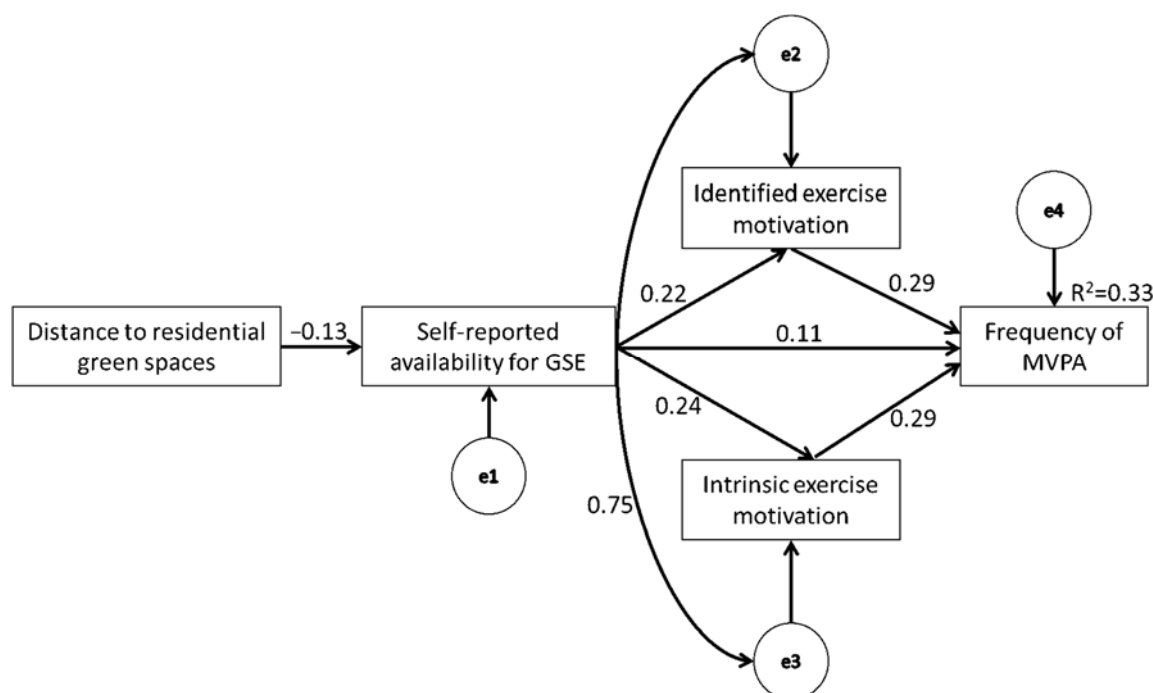 e2
Identified exercise
motivation
e4
0.22
0.29
R²=0.33
Distance to residential
green spaces
−0.13
Self-reported
availability for GSE
0.11
Frequency of
MVPA
0.24
0.29
e1
0.75
Intrinsic exercise
motivation
e3